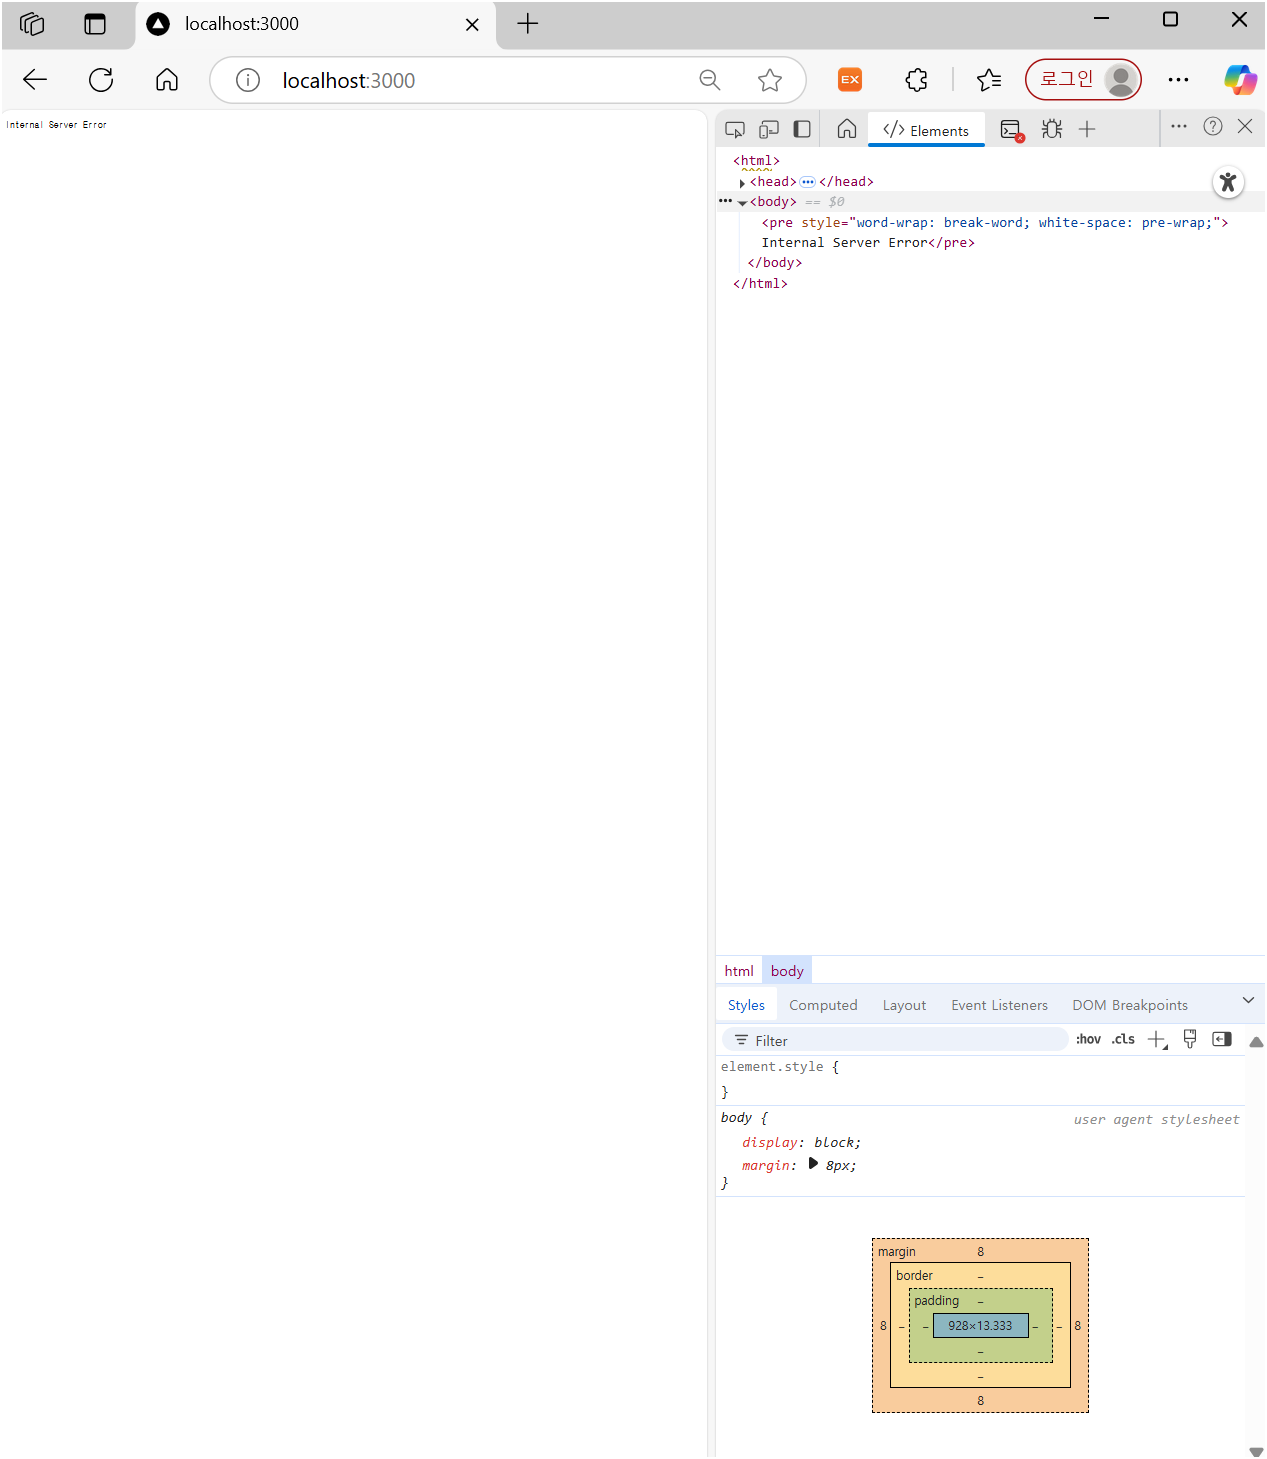 localhost:3000
localhost:3000
EX
로그인
Internal Server Error
Elements
<html>
<head> ••• </head>
••• <body> == $0
<pre style="word-wrap: break-word; white-space: pre-wrap;">
Internal Server Error</pre>
</body>
</html>
html body
Styles Computed Layout Event Listeners DOM Breakpoints
Filter :hov .cls
element.style {
}
body { user agent stylesheet
display: block;
margin: 8px;
}
margin 8
border –
padding –
8 – – 928×13.333 – – 8
–
–
8